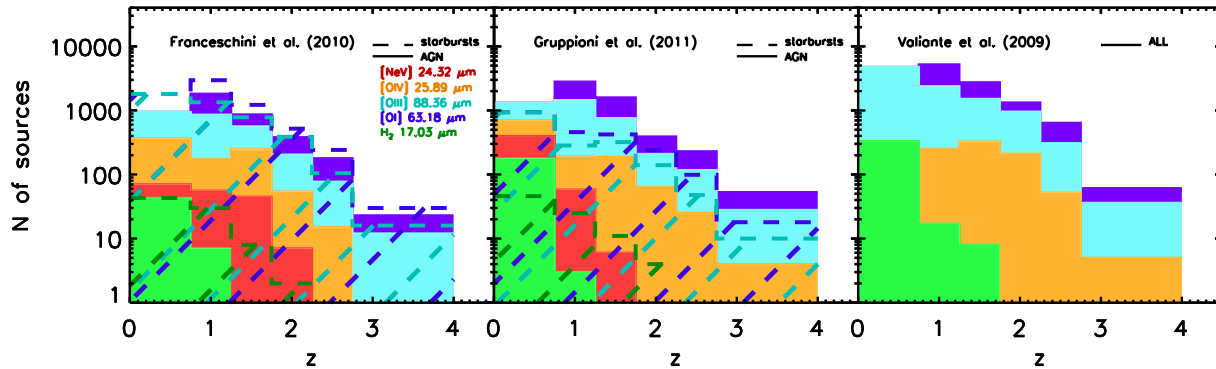 10000
1000
100
10
1
N of sources
Franceschini et al. (2010)
starbursts
AGN
[NeV] 24.32 μm
[OIV] 25.89 μm
[OIII] 88.36 μm
[OI] 63.18 μm
H₂ 17.03 μm
0 1 2 3 4
z
Gruppioni et al. (2011)
starbursts
AGN
0 1 2 3 4
z
Valiante et al. (2009)
ALL
0 1 2 3 4
z